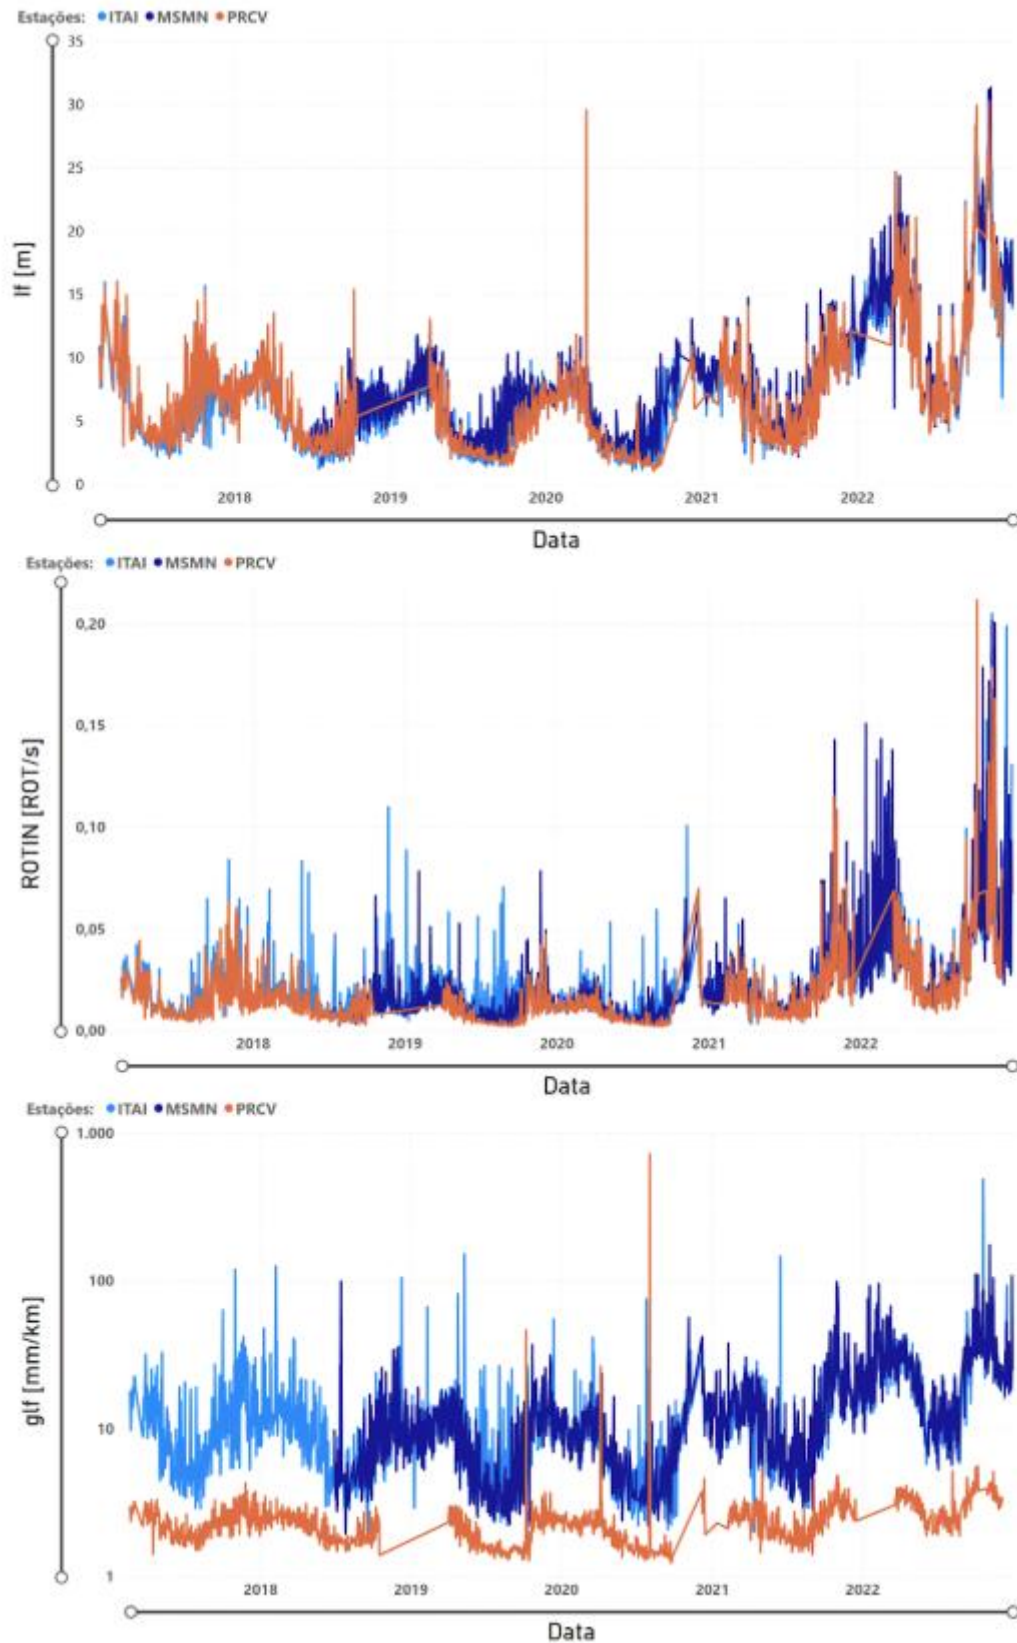 Estações: ITAI MSMN PRCV
35
30
25
20
15
10
5
0
If [m]
2018 2019 2020 2021 2022
Data
Estações: ITAI MSMN PRCV
0,20
0,15
0,10
0,05
0,00
ROTIN [ROT/s]
2018 2019 2020 2021 2022
Data
Estações: ITAI MSMN PRCV
1.000
100
10
1
glf [mm/km]
2018 2019 2020 2021 2022
Data